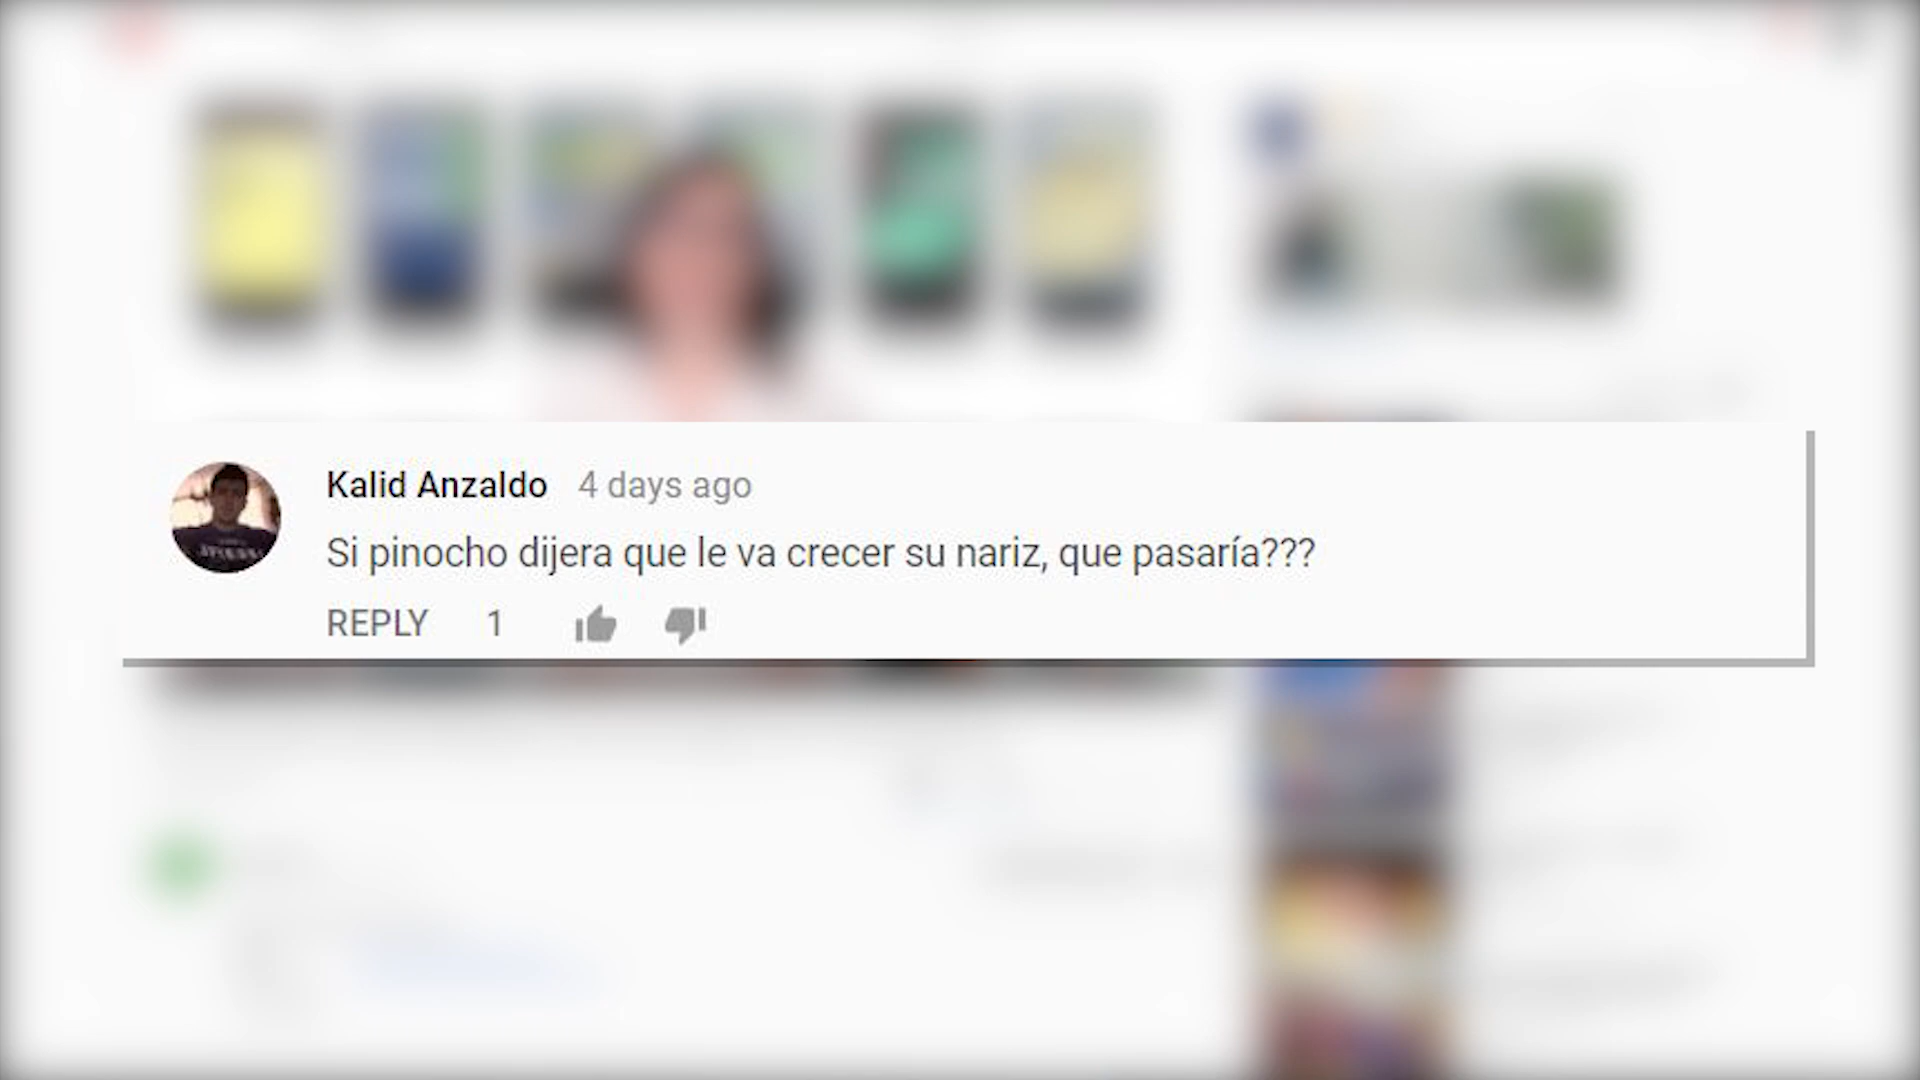 Kalid Anzaldo 4 days ago
Si pinocho dijera que le va crecer su nariz, que pasaría???
REPLY 1